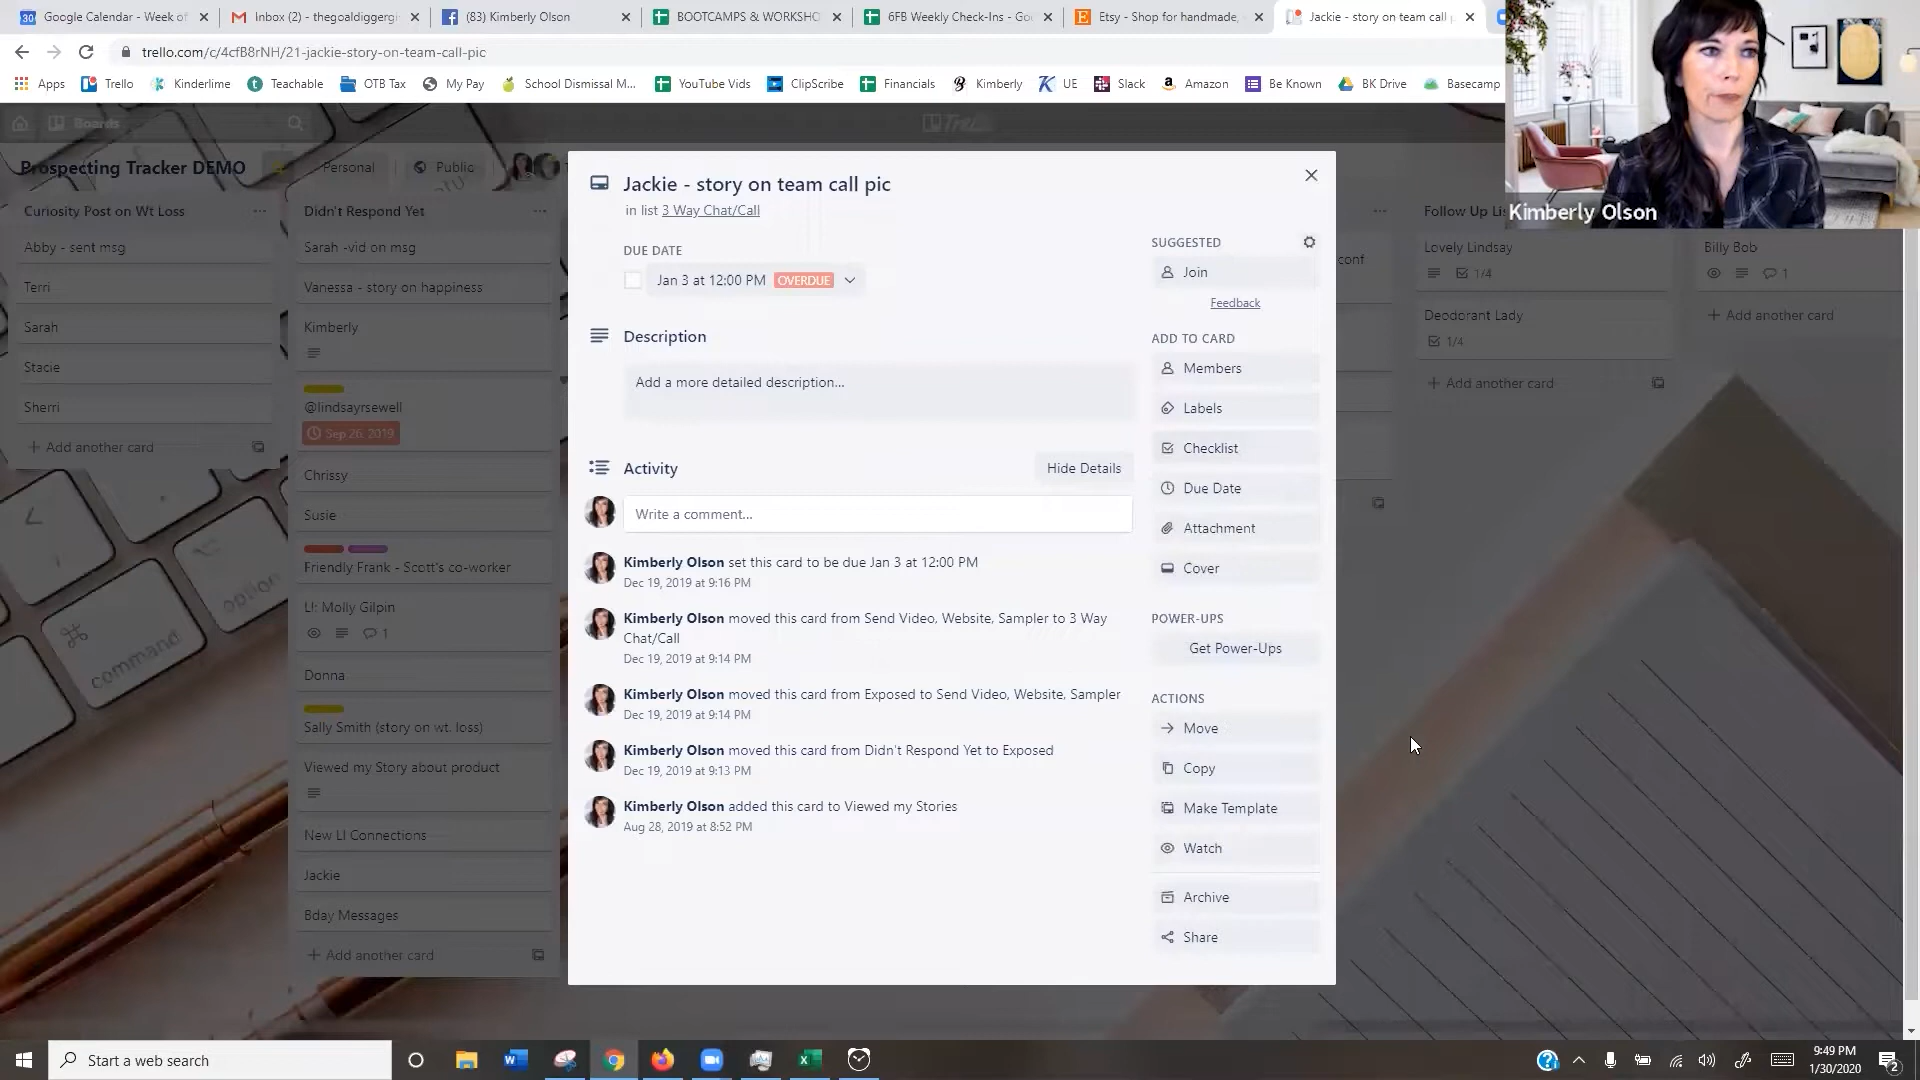 Google Calendar - Week of
Inbox (2) - thegoaldiggergi
(83) Kimberly Olson
BOOTCAMPS & WORKSHO
6FB Weekly Check-Ins - Goo
Etsy - Shop for handmade,
Jackie - story on team call p
trello.com/c/4cfB8rNH/21-jackie-story-on-team-call-pic
Apps
Trello
Kinderlime
Teachable
OTB Tax
My Pay
School Dismissal M...
YouTube Vids
ClipScribe
Financials
Kimberly
UE
Slack
Amazon
Be Known
BK Drive
Basecamp
Boards
Prospecting Tracker DEMO
Personal
Public
Kimberly Olson
Curiosity Post on Wt Loss
Abby - sent msg
Terri
Sarah
Stacie
Sherri
+ Add another card
Didn't Respond Yet
Sarah -vid on msg
Vanessa - story on happiness
Kimberly
@lindsayrsewell
Sep 26, 2019
Chrissy
Susie
Friendly Frank - Scott's co-worker
LI: Molly Gilpin
1
Donna
Sally Smith (story on wt. loss)
Viewed my Story about product
New LI Connections
Jackie
Bday Messages
+ Add another card
Jackie - story on team call pic
in list 3 Way Chat/Call
DUE DATE
Jan 3 at 12:00 PM OVERDUE
Description
Add a more detailed description...
Activity
Hide Details
Write a comment...
Kimberly Olson set this card to be due Jan 3 at 12:00 PM
Dec 19, 2019 at 9:16 PM
Kimberly Olson moved this card from Send Video, Website, Sampler to 3 Way
Chat/Call
Dec 19, 2019 at 9:14 PM
Kimberly Olson moved this card from Exposed to Send Video, Website, Sampler
Dec 19, 2019 at 9:14 PM
Kimberly Olson moved this card from Didn't Respond Yet to Exposed
Dec 19, 2019 at 9:13 PM
Kimberly Olson added this card to Viewed my Stories
Aug 28, 2019 at 8:52 PM
SUGGESTED
Join
Feedback
ADD TO CARD
Members
Labels
Checklist
Due Date
Attachment
Cover
POWER-UPS
Get Power-Ups
ACTIONS
Move
Copy
Make Template
Watch
Archive
Share
conf
Follow Up Li
Lovely Lindsay
1/4
Deodorant Lady
1/4
+ Add another card
Billy Bob
1
+ Add another card
option
command
Start a web search
9:49 PM
1/30/2020
2